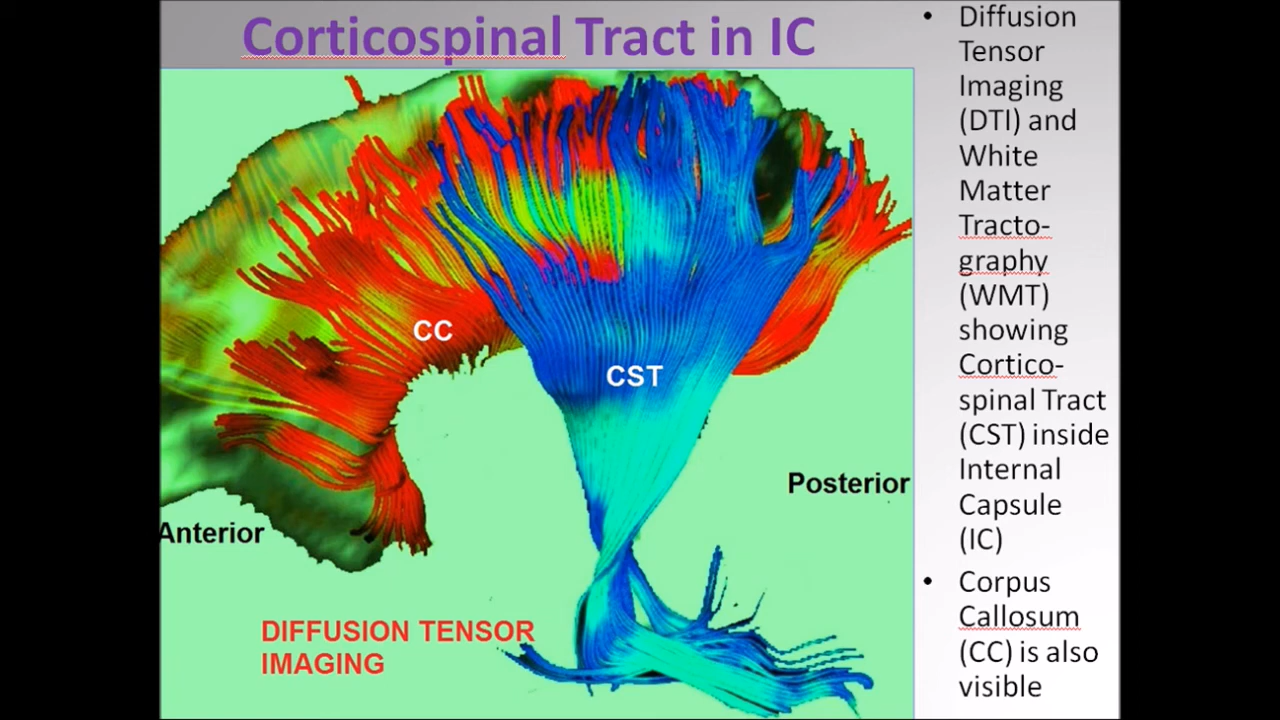 Corticospinal Tract in IC
CC
CST
Posterior
Anterior
DIFFUSION TENSOR
IMAGING
• Diffusion
Tensor
Imaging
(DTI) and
White
Matter
Tracto-
graphy
(WMT)
showing
Cortico-
spinal Tract
(CST) inside
Internal
Capsule
(IC)
• Corpus
Callosum
(CC) is also
visible